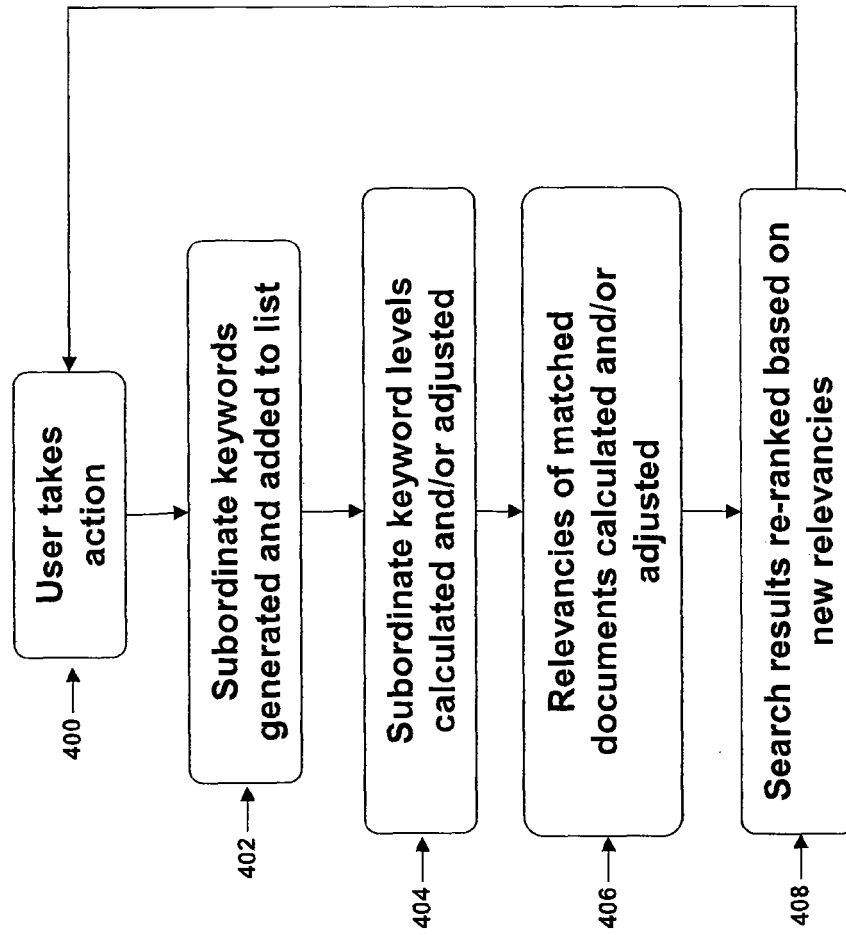 User takes
action
400
Subordinate keywords
generated and added to list
402
Subordinate keyword levels
calculated and/or adjusted
404
Relevancies of matched
documents calculated and/or
adjusted
406
Search results re-ranked based on
new relevancies
408